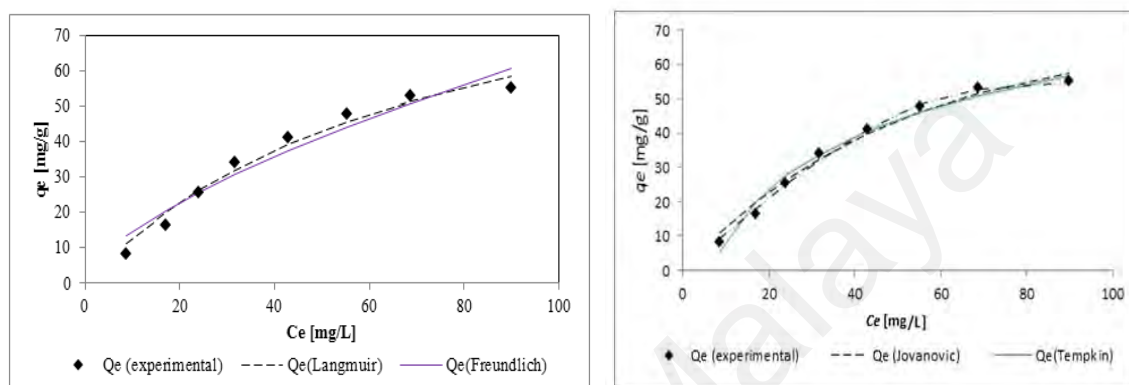 70
60
50
40
30
20
10
0
qe [mg/g]
0 20 40 60 80 100
Ce [mg/L]
Qe (experimental) Qe(Langmuir) Qe(Freundlich)
70
60
50
40
30
20
10
0
qe [mg/g]
0 20 40 60 80 100
Ce [mg/L]
Qe (experimental) Qe (Jovanovic) Qe(Tempkin)
Malaya